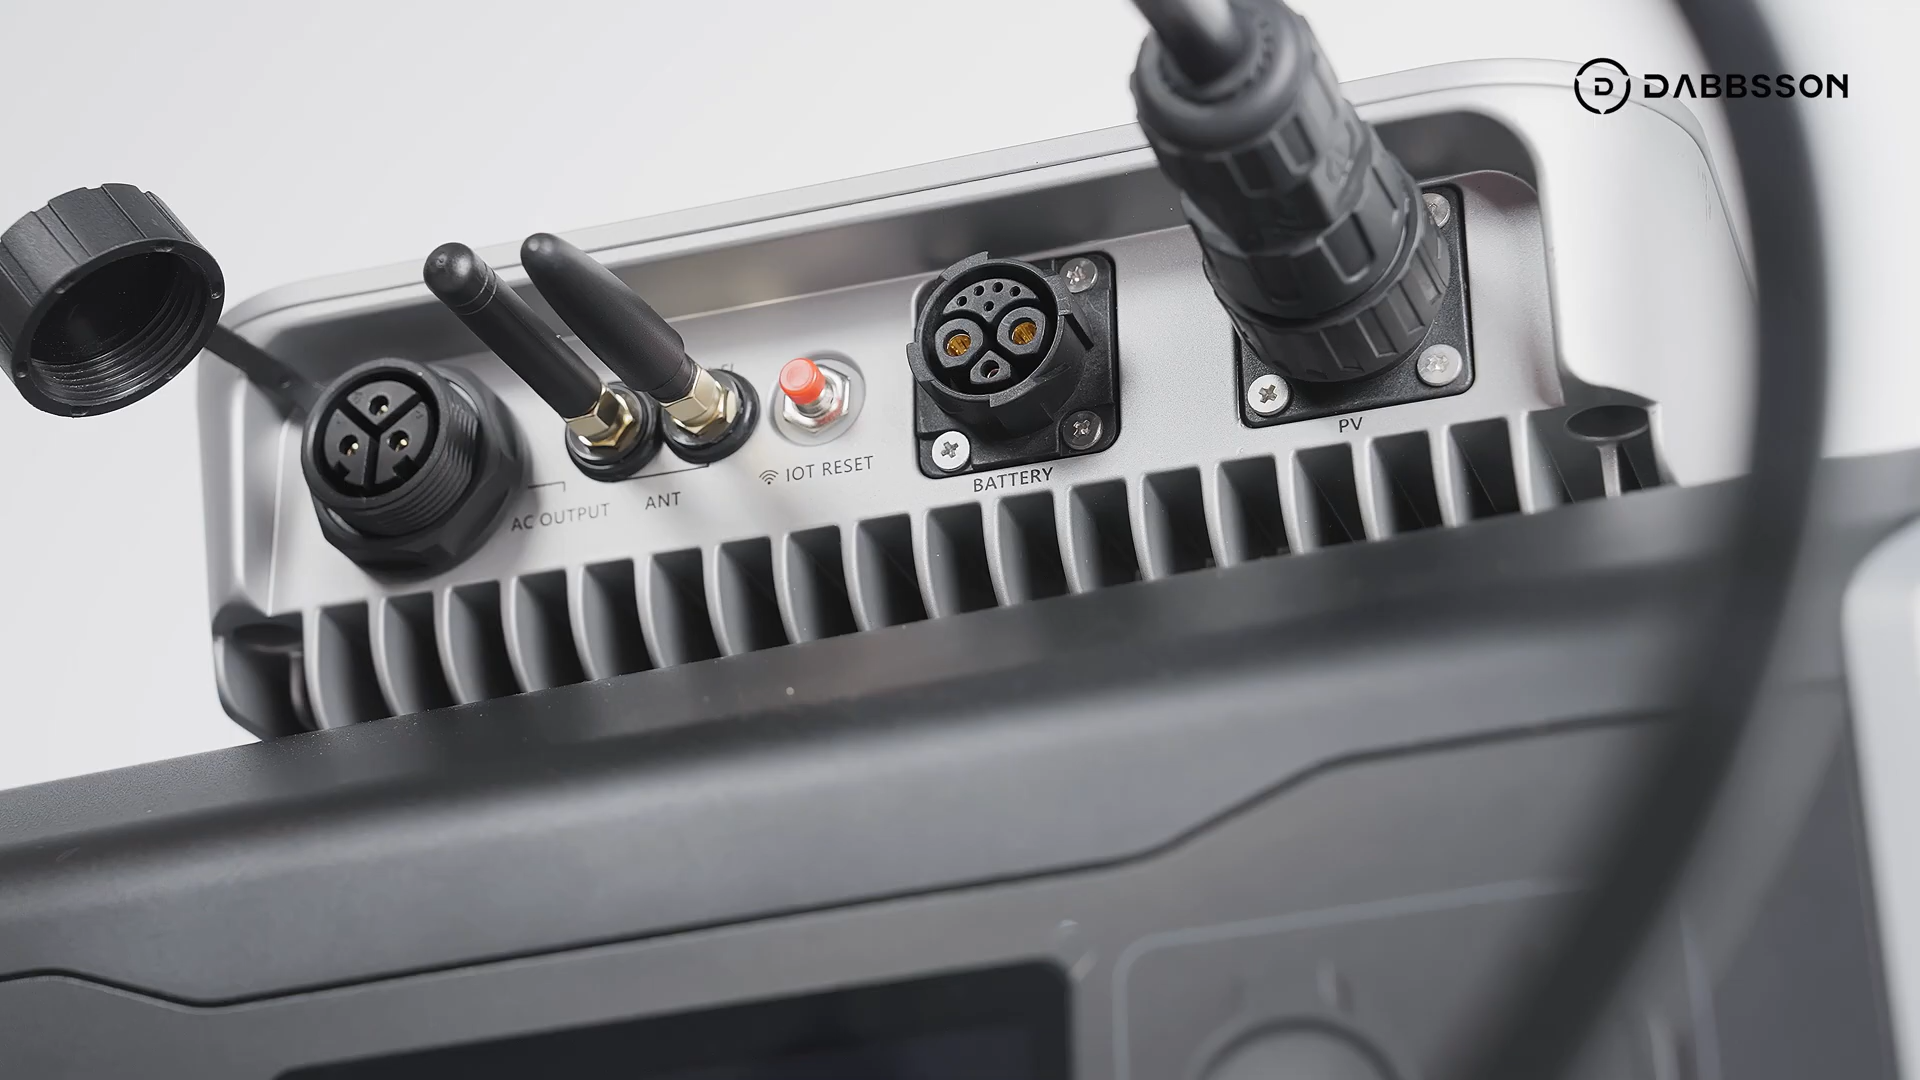 DABBSSON
AC OUTPUT
ANT
IOT RESET
BATTERY
PV